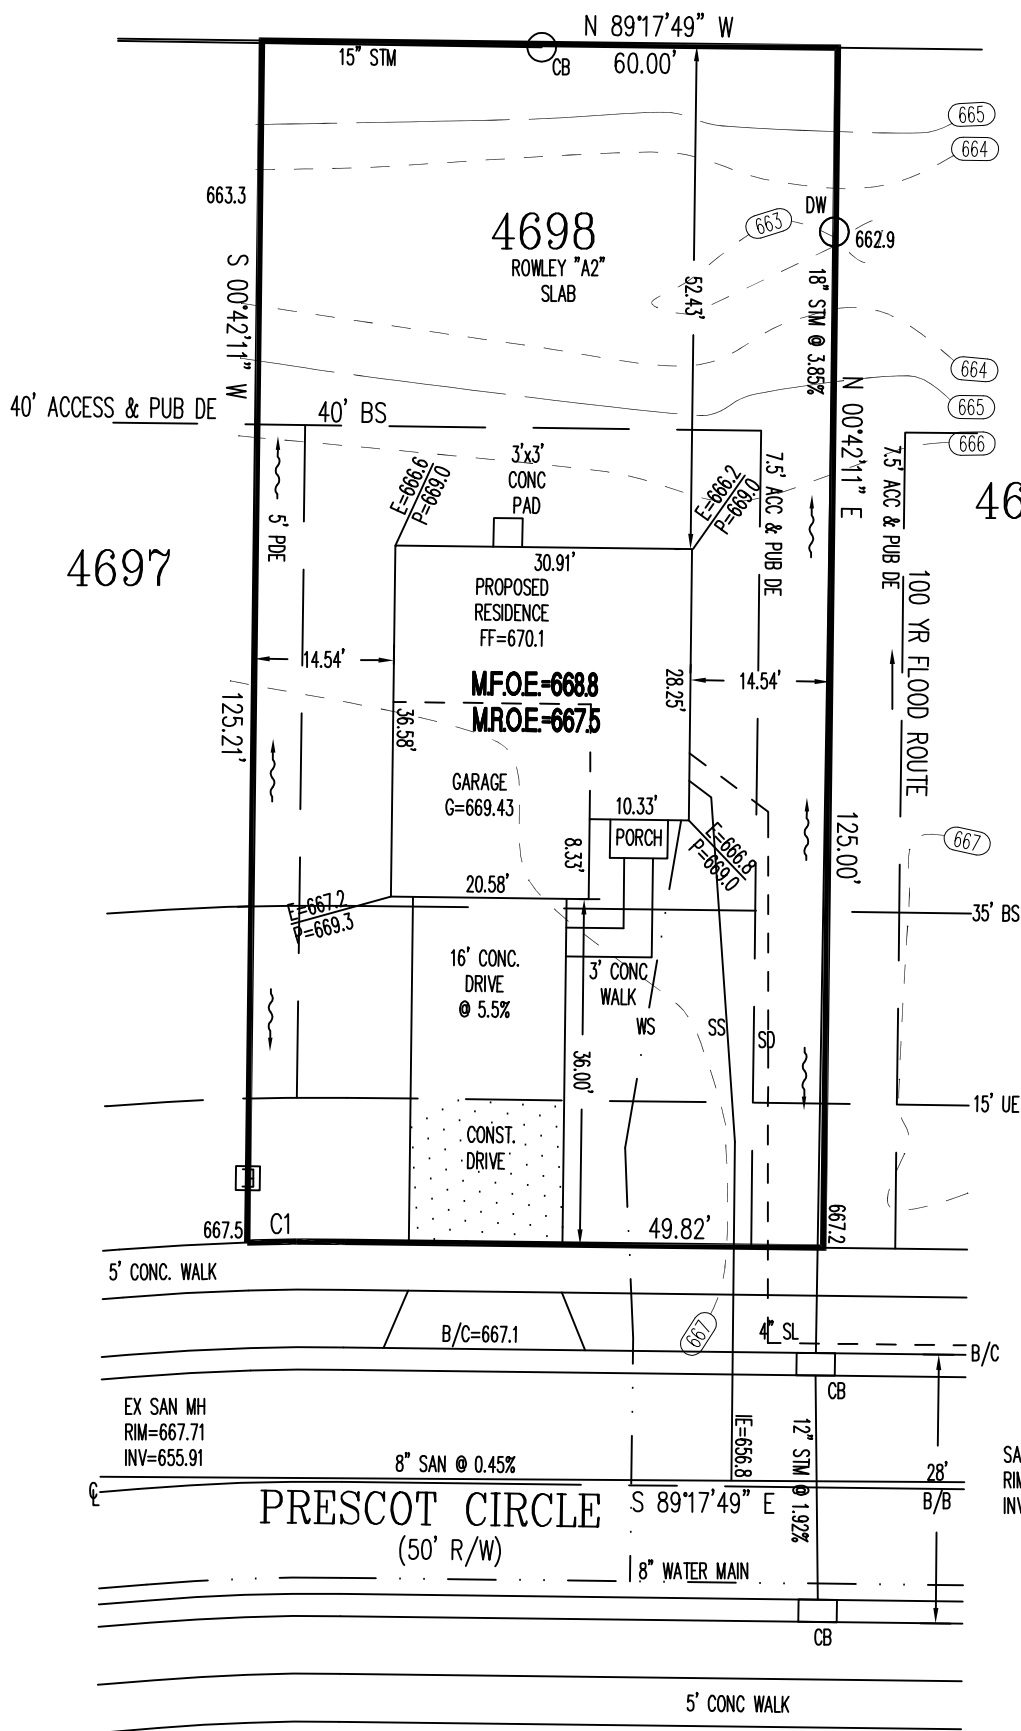 N 89°17'49" W
15" STM
CB
60.00'
665
664
663.3
DW
663
662.9
4698
ROWLEY "A2"
SLAB
S 00°42'11" W
52.43'
18" STM @ 3.85%
664
665
666
40' ACCESS & PUB DE
40' BS
N 00°42'11" E
3'x3'
CONC
PAD
E=666.6
P=669.0
E=666.2
P=669.0
7.5' ACC & PUB DE
7.5' ACC & PUB DE
46
5' PDE
4697
30.91'
PROPOSED
RESIDENCE
FF=670.1
100 YR FLOOD ROUTE
14.54'
M.F.O.E.=668.8
M.R.O.E.=667.5
28.25'
14.54'
125.21'
36.58'
GARAGE
G=669.43
10.33'
PORCH
8.33'
E=666.8
P=669.0
125.00'
667
20.58'
E=667.2
P=669.3
35' BS
16' CONC.
DRIVE
@ 5.5%
3' CONC
WALK
WS
SS
SD
36.00'
15' UE
CONST.
DRIVE
667.5
C1
49.82'
667.2
5' CONC. WALK
B/C=667.1
667
4" SL
B/C
CB
EX SAN MH
RIM=667.71
INV=655.91
8" SAN @ 0.45%
IE=656.8
12" STM @ 1.92%
28'
B/B
SA
RIM
INV
PRESCOT CIRCLE
S 89°17'49" E
(50' R/W)
8" WATER MAIN
CB
5' CONC WALK